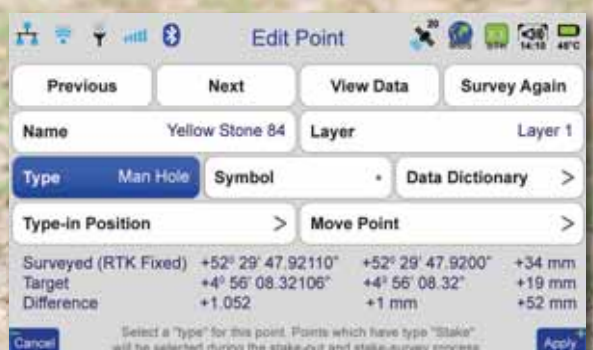 Edit Point
20
14:10 48°C
Previous Next View Data Survey Again
Name Yellow Stone 84 Layer Layer 1
Type Man Hole Symbol Data Dictionary >
Type-in Position > Move Point >
Surveyed (RTK Fixed) +52° 29' 47.92110" +52° 29' 47.9200" +34 mm
Target +4° 56' 08.32106" +4° 56' 08.32" +19 mm
Difference +1.052 +1 mm +52 mm
Cancel Select a "type" for this point. Points which have type "Stake" Apply
will be selected during the stake-out and stake-survey process